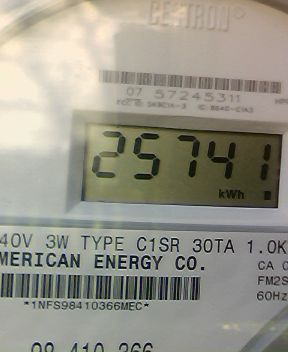 CENTRON®
07 57245311
25741
kWh
40V 3W TYPE C1SR 30TA 1.0K
MERICAN ENERGY CO.
CA 0
FM2S
60Hz
*1NFS98410366MEC*
98 410 366